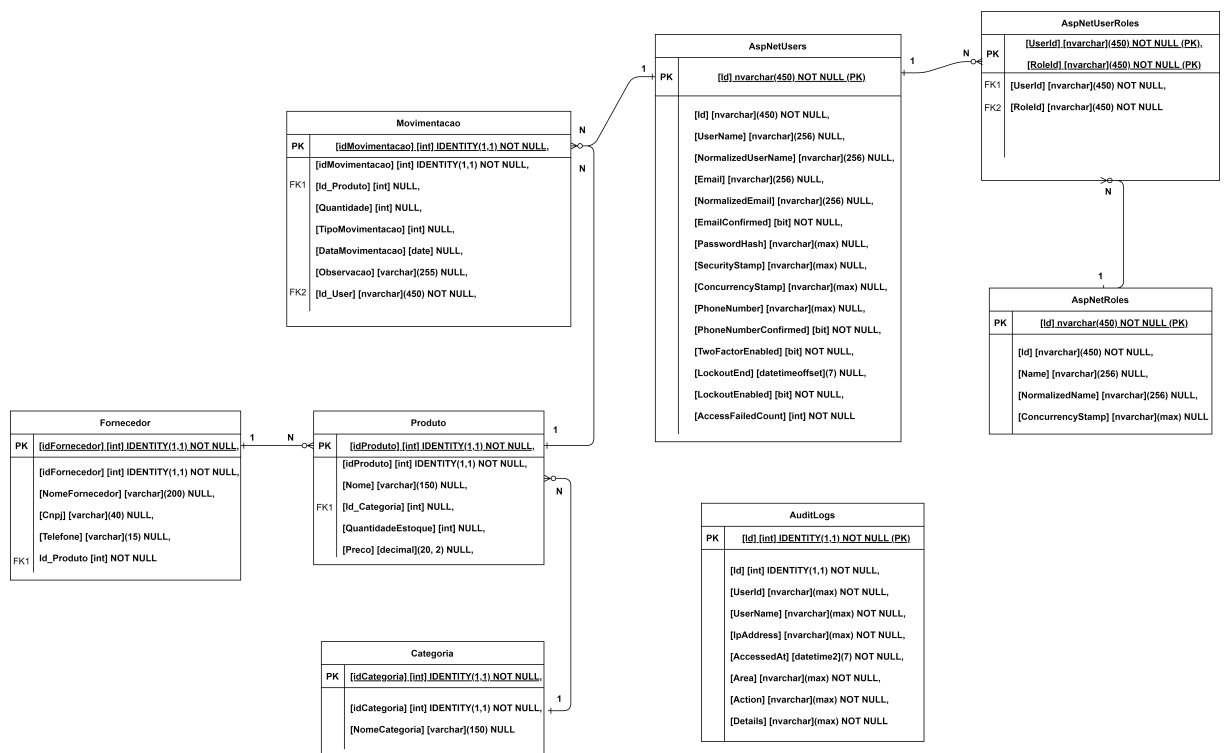 AspNetUserRoles
PK
[UserId] [nvarchar](450) NOT NULL (PK),
[RoleId] [nvarchar](450) NOT NULL (PK)
FK1 [UserId] [nvarchar](450) NOT NULL,
FK2 [RoleId] [nvarchar](450) NOT NULL
1
N
N
1
AspNetUsers
PK [Id] nvarchar(450) NOT NULL (PK)
[Id] [nvarchar](450) NOT NULL,
[UserName] [nvarchar](256) NULL,
[NormalizedUserName] [nvarchar](256) NULL,
[Email] [nvarchar](256) NULL,
[NormalizedEmail] [nvarchar](256) NULL,
[EmailConfirmed] [bit] NOT NULL,
[PasswordHash] [nvarchar](max) NULL,
[SecurityStamp] [nvarchar](max) NULL,
[ConcurrencyStamp] [nvarchar](max) NULL,
[PhoneNumber] [nvarchar](max) NULL,
[PhoneNumberConfirmed] [bit] NOT NULL,
[TwoFactorEnabled] [bit] NOT NULL,
[LockoutEnd] [datetimeoffset](7) NULL,
[LockoutEnabled] [bit] NOT NULL,
[AccessFailedCount] [int] NOT NULL
1
N
N
Movimentacao
PK [idMovimentacao] [int] IDENTITY(1,1) NOT NULL,
[idMovimentacao] [int] IDENTITY(1,1) NOT NULL,
FK1 [Id_Produto] [int] NULL,
[Quantidade] [int] NULL,
[TipoMovimentacao] [int] NULL,
[DataMovimentacao] [date] NULL,
[Observacao] [varchar](255) NULL,
FK2 [Id_User] [nvarchar](450) NOT NULL,
AspNetRoles
PK [Id] nvarchar(450) NOT NULL (PK)
[Id] [nvarchar](450) NOT NULL,
[Name] [nvarchar](256) NULL,
[NormalizedName] [nvarchar](256) NULL,
[ConcurrencyStamp] [nvarchar](max) NULL
Fornecedor
PK [idFornecedor] [int] IDENTITY(1,1) NOT NULL,
[idFornecedor] [int] IDENTITY(1,1) NOT NULL,
[NomeFornecedor] [varchar](200) NULL,
[Cnpj] [varchar](40) NULL,
[Telefone] [varchar](15) NULL,
FK1 Id_Produto [int] NOT NULL
1
N
Produto
PK [idProduto] [int] IDENTITY(1,1) NOT NULL,
[idProduto] [int] IDENTITY(1,1) NOT NULL,
[Nome] [varchar](150) NULL,
FK1 [Id_Categoria] [int] NULL,
[QuantidadeEstoque] [int] NULL,
[Preco] [decimal](20, 2) NULL,
1
N
1
Categoria
PK [idCategoria] [int] IDENTITY(1,1) NOT NULL,
[idCategoria] [int] IDENTITY(1,1) NOT NULL,
[NomeCategoria] [varchar](150) NULL
AuditLogs
PK [Id] [int] IDENTITY(1,1) NOT NULL (PK)
[Id] [int] IDENTITY(1,1) NOT NULL,
[UserId] [nvarchar](max) NOT NULL,
[UserName] [nvarchar](max) NOT NULL,
[IpAddress] [nvarchar](max) NOT NULL,
[AccessedAt] [datetime2](7) NOT NULL,
[Area] [nvarchar](max) NOT NULL,
[Action] [nvarchar](max) NOT NULL,
[Details] [nvarchar](max) NOT NULL